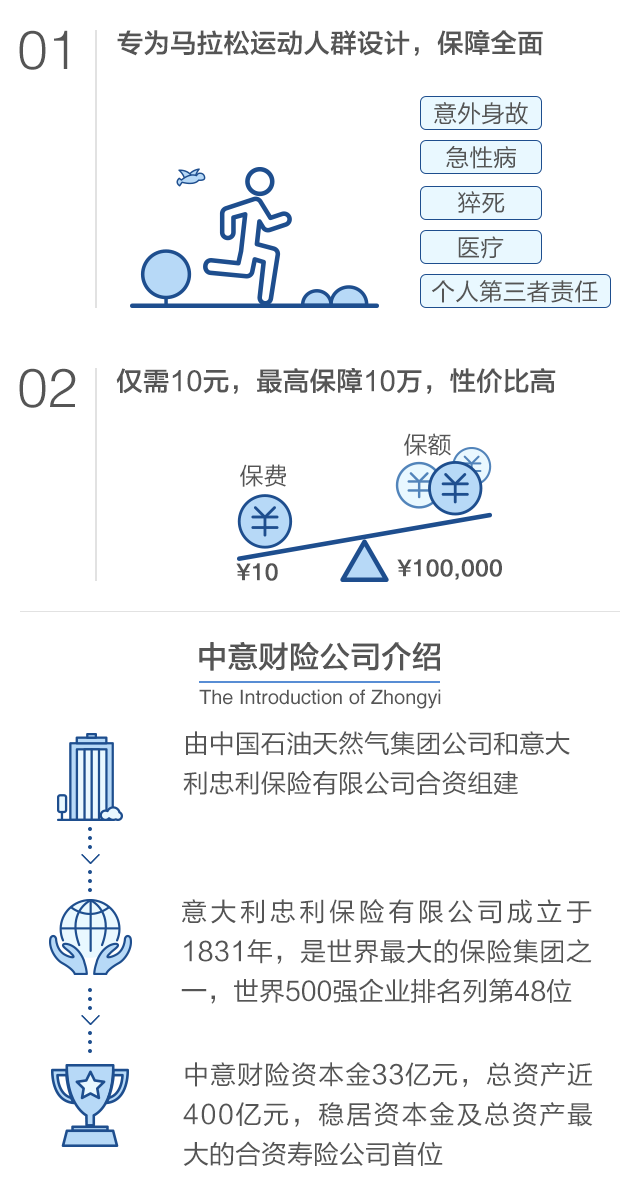 01
专为马拉松运动人群设计，保障全面
意外身故
急性病
猝死
医疗
个人第三者责任
02
仅需10元，最高保障10万，性价比高
保额
保费
¥10
¥100,000
中意财险公司介绍
The Introduction of Zhongyi
由中国石油天然气集团公司和意大
利忠利保险有限公司合资组建
意大利忠利保险有限公司成立于
1831年，是世界最大的保险集团之
一，世界500强企业排名列第48位
中意财险资本金33亿元，总资产近
400亿元，稳居资本金及总资产最
大的合资寿险公司首位